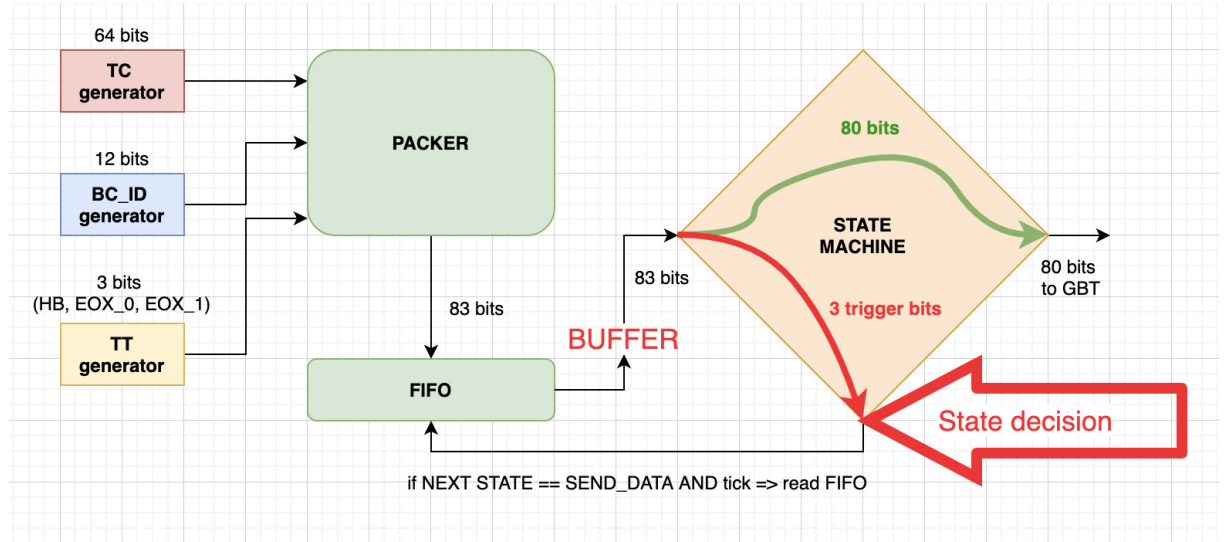 64 bits
TC
generator
12 bits
BC_ID
generator
3 bits
(HB, EOX_0, EOX_1)
TT
generator
PACKER
83 bits
FIFO
BUFFER
83 bits
80 bits
STATE
MACHINE
3 trigger bits
80 bits
to GBT
State decision
if NEXT STATE == SEND_DATA AND tick => read FIFO